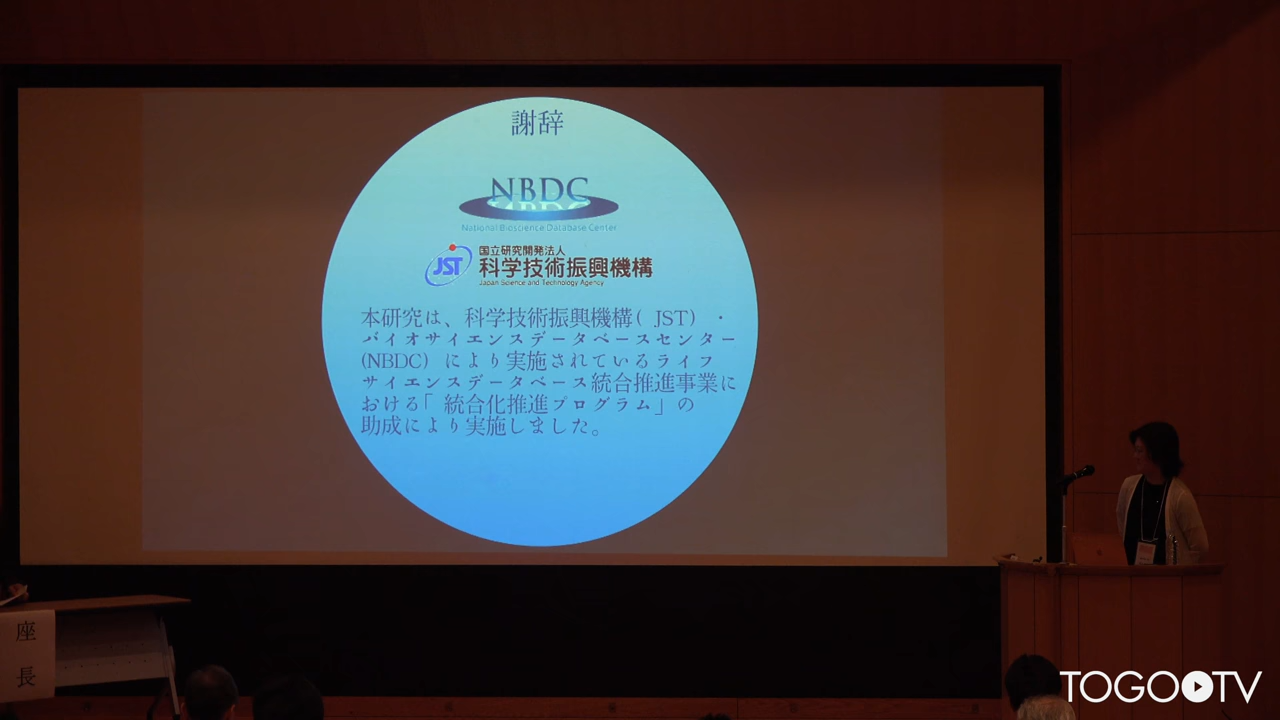 謝辞
NBDC
National Bioscience Database Center
JST
国立研究開発法人
科学技術振興機構
Japan Science and Technology Agency
本研究は、科学技術振興機構( JST) ・
バイオサイエンスデータベースセンター
(NBDC) により実施されているライフ
サイエンスデータベース統合推進事業に
おける「 統合化推進プログラム」の
助成により実施しました。
座
長
TOGO TV